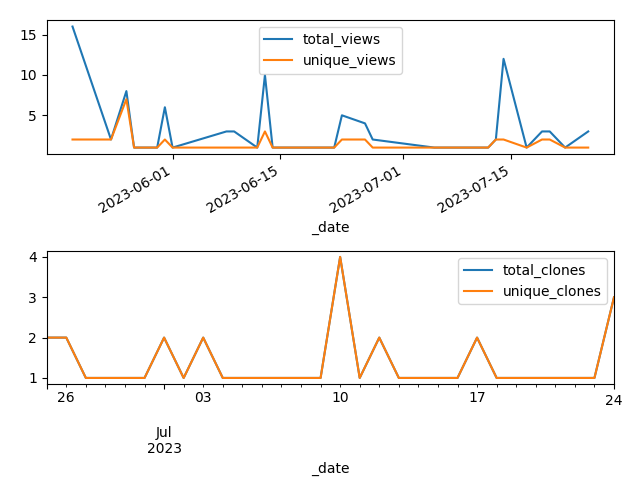 15
10
5
total_views
unique_views
2023-06-01
2023-06-15
2023-07-01
2023-07-15
_date
4
3
2
1
total_clones
unique_clones
26
03
10
17
24
Jul
2023
_date